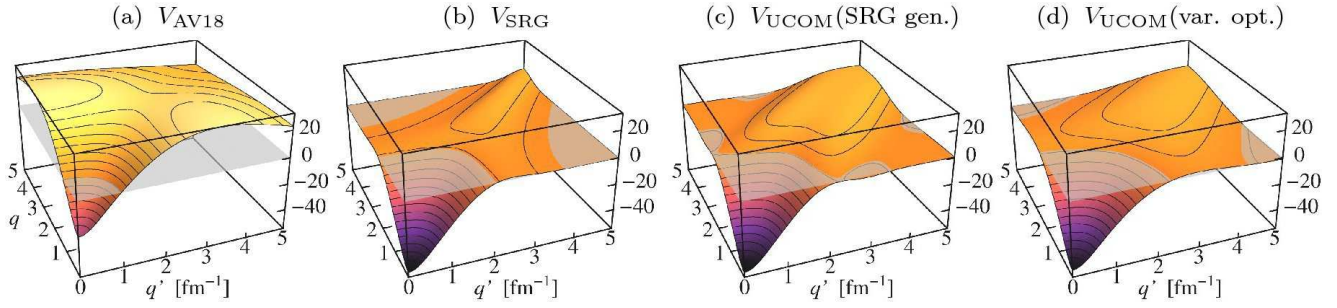 (a) V_AV18 (b) V_SRG (c) V_UCOM(SRG gen.) (d) V_UCOM(var. opt.)
20 20 20 20
0 0 0 0
−20 −20 −20 −20
−40 −40 −40 −40
5 4 3 2 1 5 4 3 2 1 5 4 3 2 1 5 4 3 2 1
q
0 1 2 3 4 5 0 1 2 3 4 5 0 1 2 3 4 5 0 1 2 3 4 5
q' [fm⁻¹] q' [fm⁻¹] q' [fm⁻¹] q' [fm⁻¹]